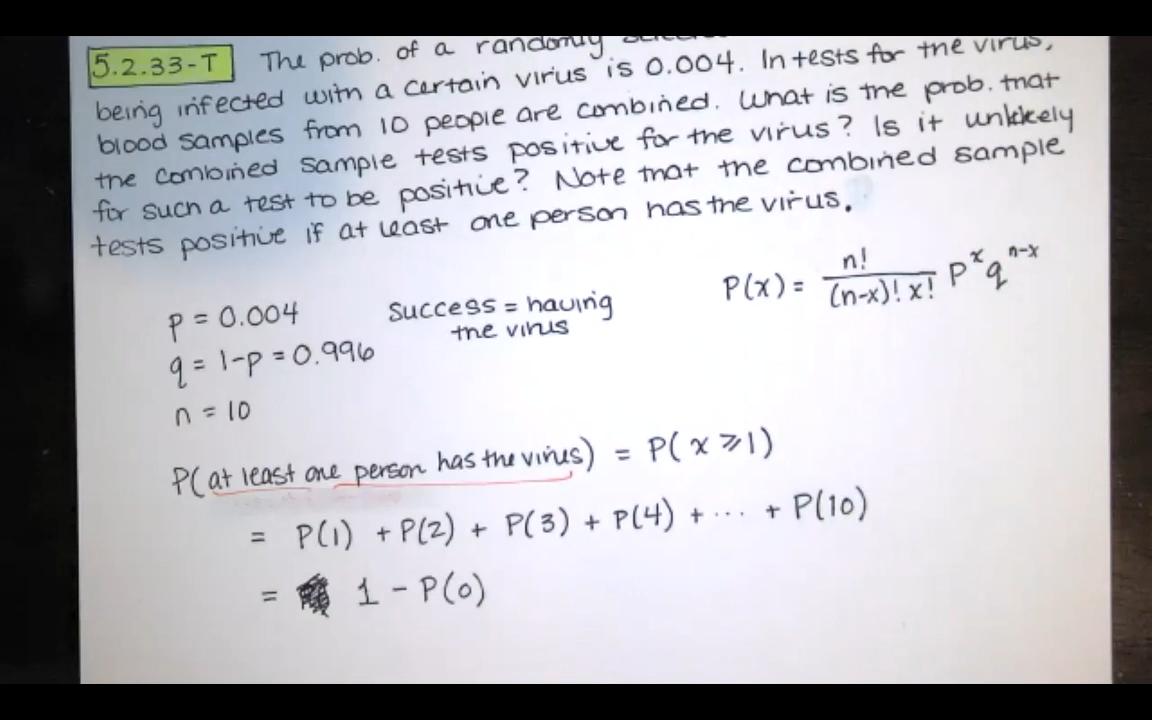 5.2.33-T The prob. of a randomly
being infected with a certain virus is 0.004. In tests for the virus,
blood samples from 10 people are combined. What is the prob. that
the combined sample tests positive for the virus? Is it unlikely
for such a test to be positive? Note that the combined sample
tests positive if at least one person has the virus.
P(x) = n! / (n-x)! x! p^x q^n-x
p = 0.004 Success = having
the virus
q = 1-p = 0.996
n = 10
P(at least one person has the virus) = P(x ≥ 1)
= P(1) + P(2) + P(3) + P(4) + ... + P(10)
= 1 - P(0)